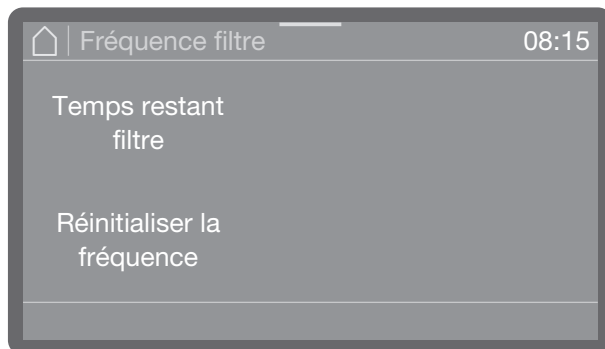 Fréquence filtre
08:15
Temps restant
filtre
Réinitialiser la
fréquence